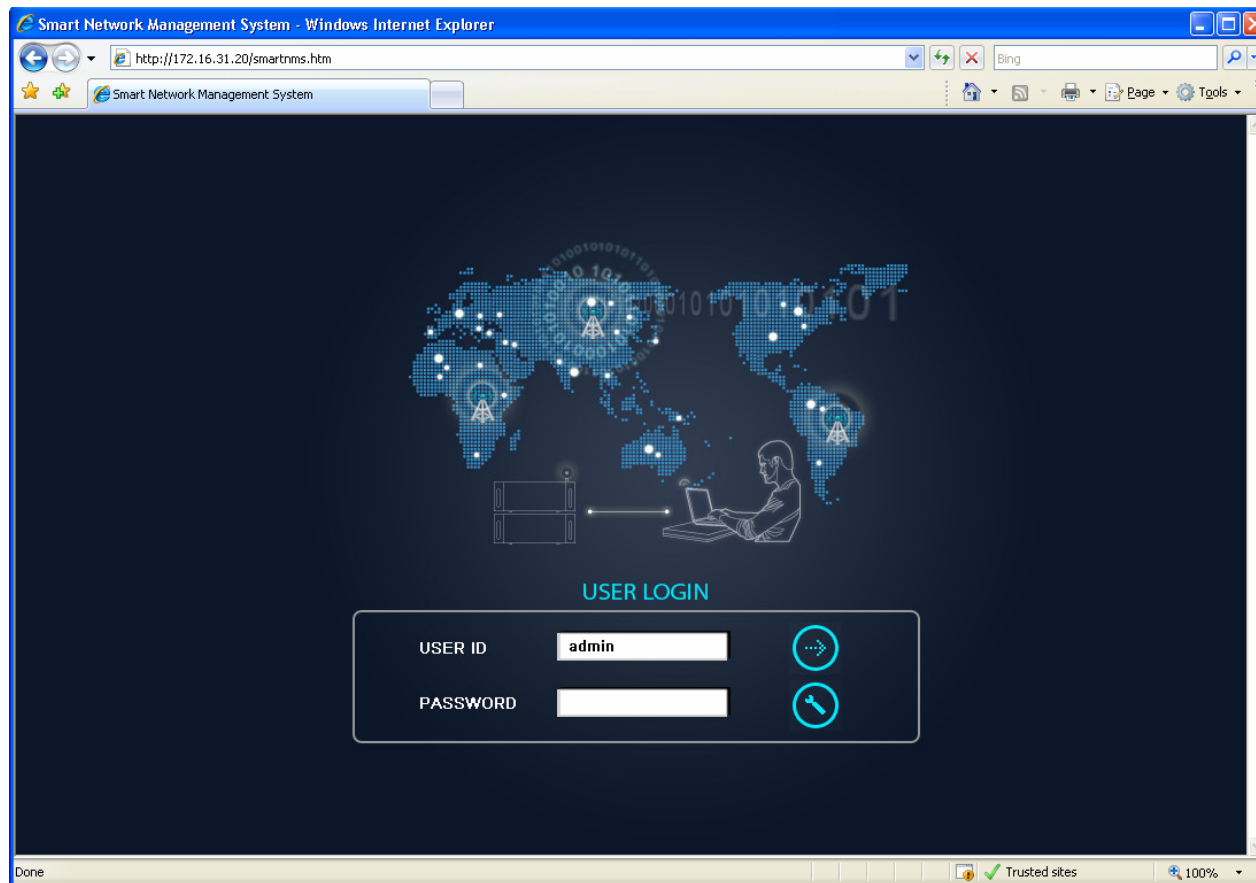 Smart Network Management System - Windows Internet Explorer
http://172.16.31.20/smartnms.htm
Bing
Smart Network Management System
Page
Tools
USER LOGIN
USER ID
admin
PASSWORD
Done
Trusted sites
100%